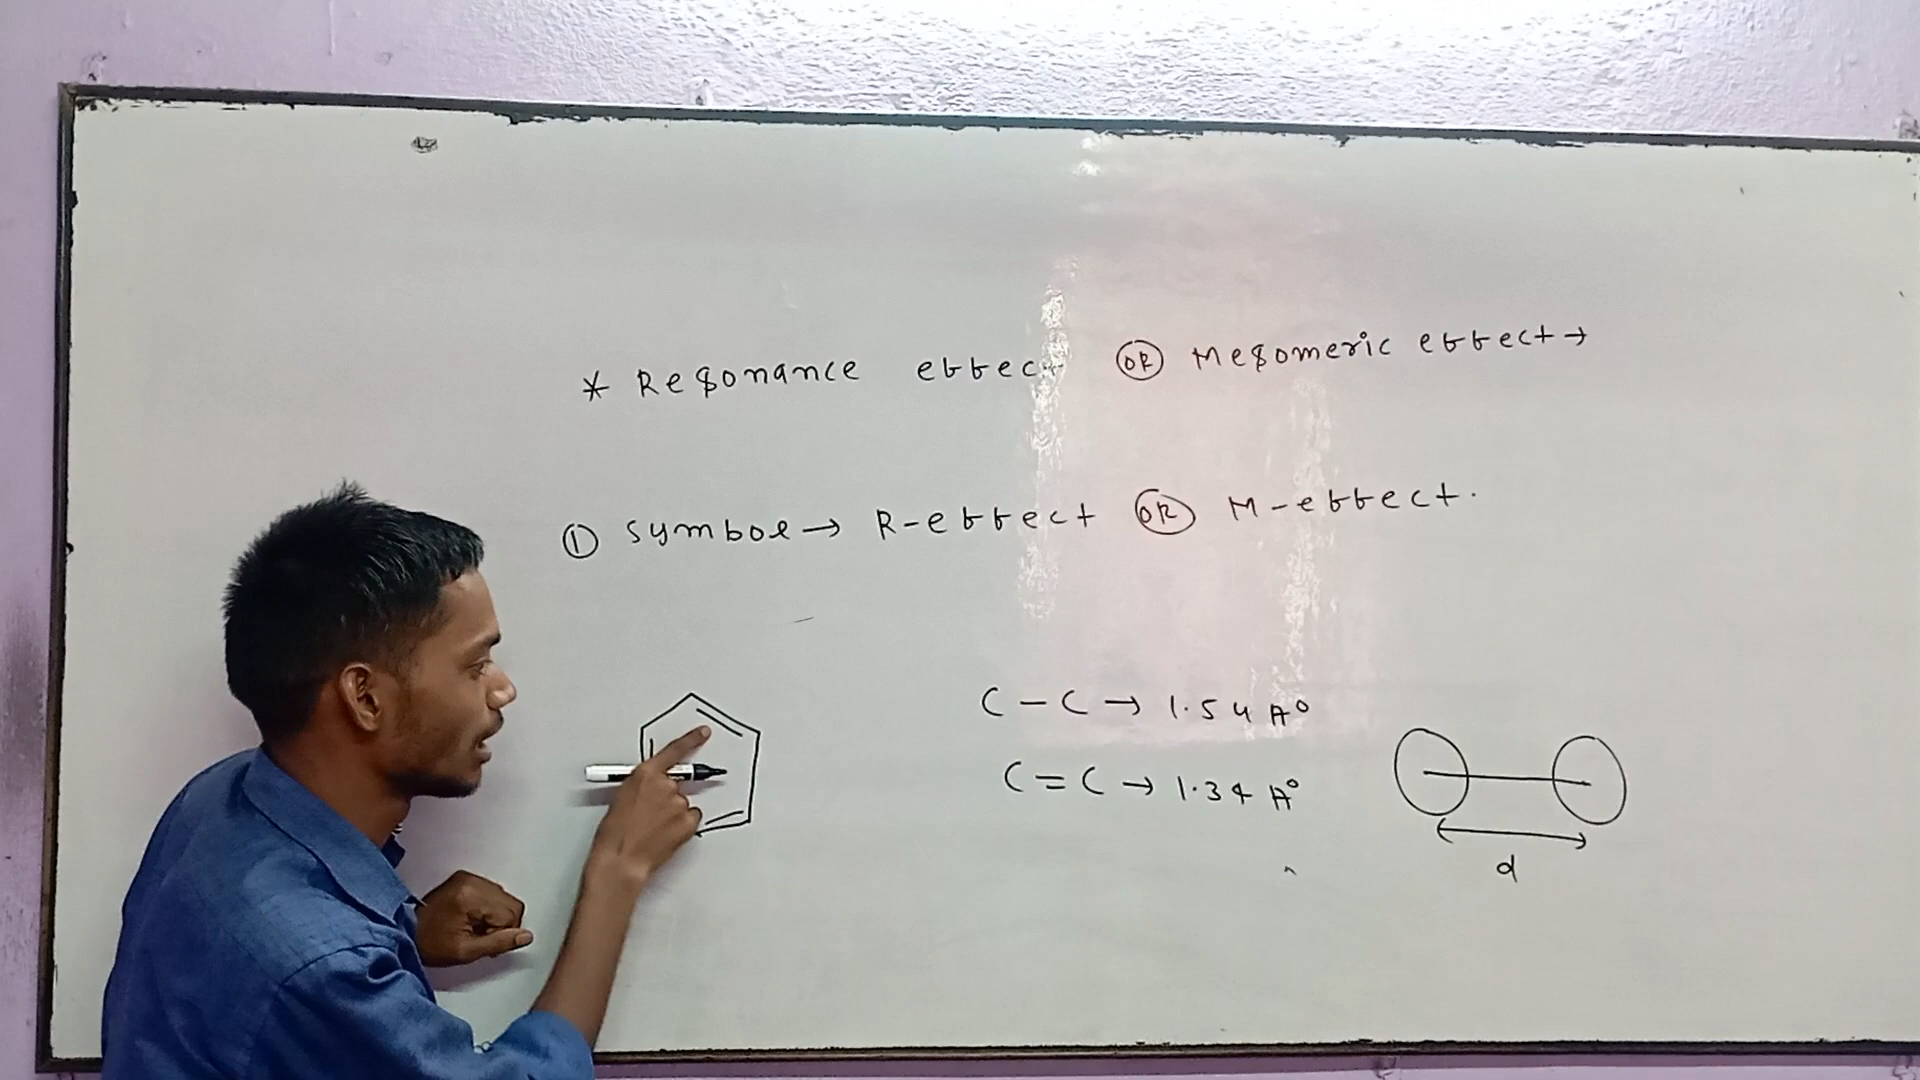 * Resonance effect OR Mesomeric effect →
① Symbol → R-effect OR M-effect.
C – C → 1.54 A°
C = C → 1.34 A°
d